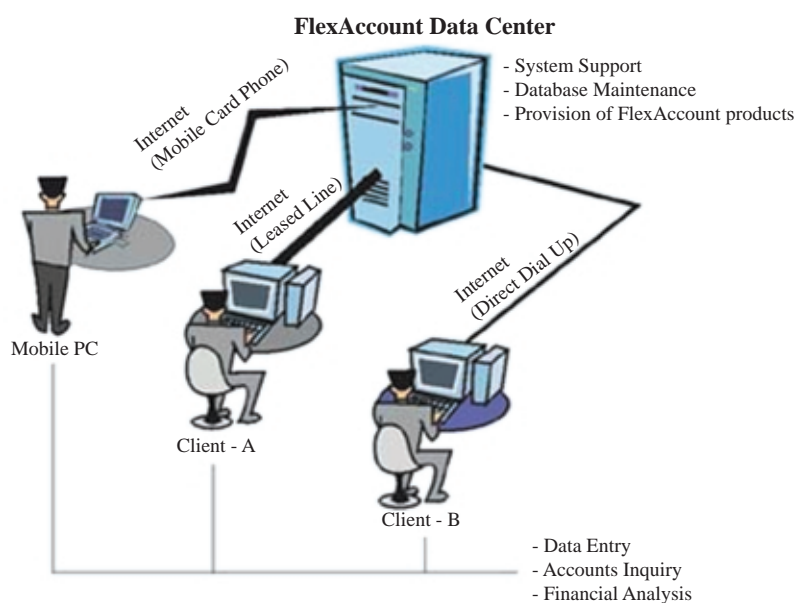 FlexAccount Data Center
- System Support
- Database Maintenance
- Provision of FlexAccount products
Internet
(Mobile Card Phone)
Internet
(Leased Line)
Internet
(Direct Dial Up)
Mobile PC
Client - A
Client - B
- Data Entry
- Accounts Inquiry
- Financial Analysis